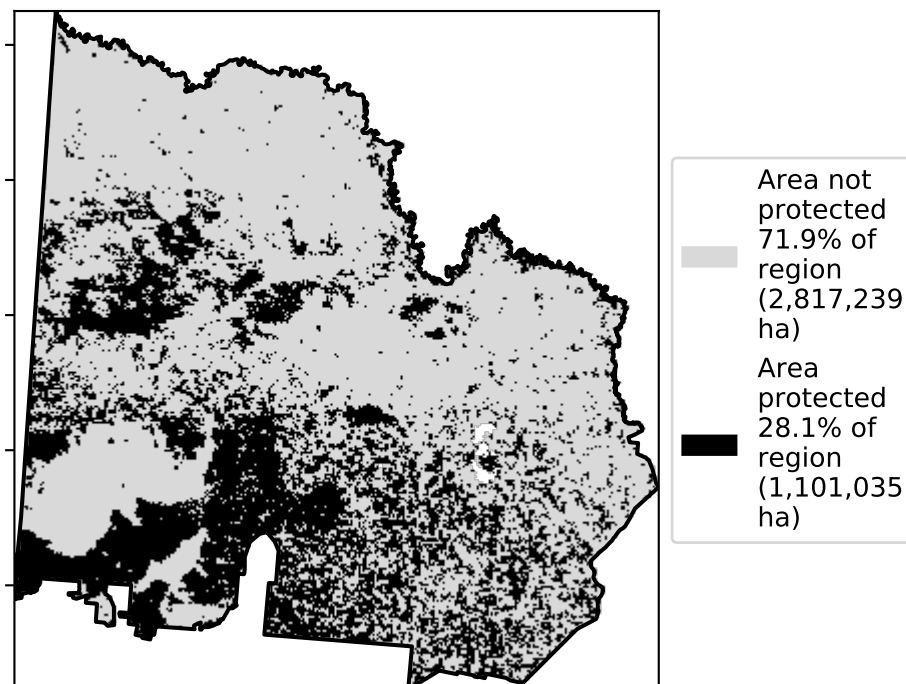 Area not
protected
71.9% of
region
(2,817,239
ha)
Area
protected
28.1% of
region
(1,101,035
ha)